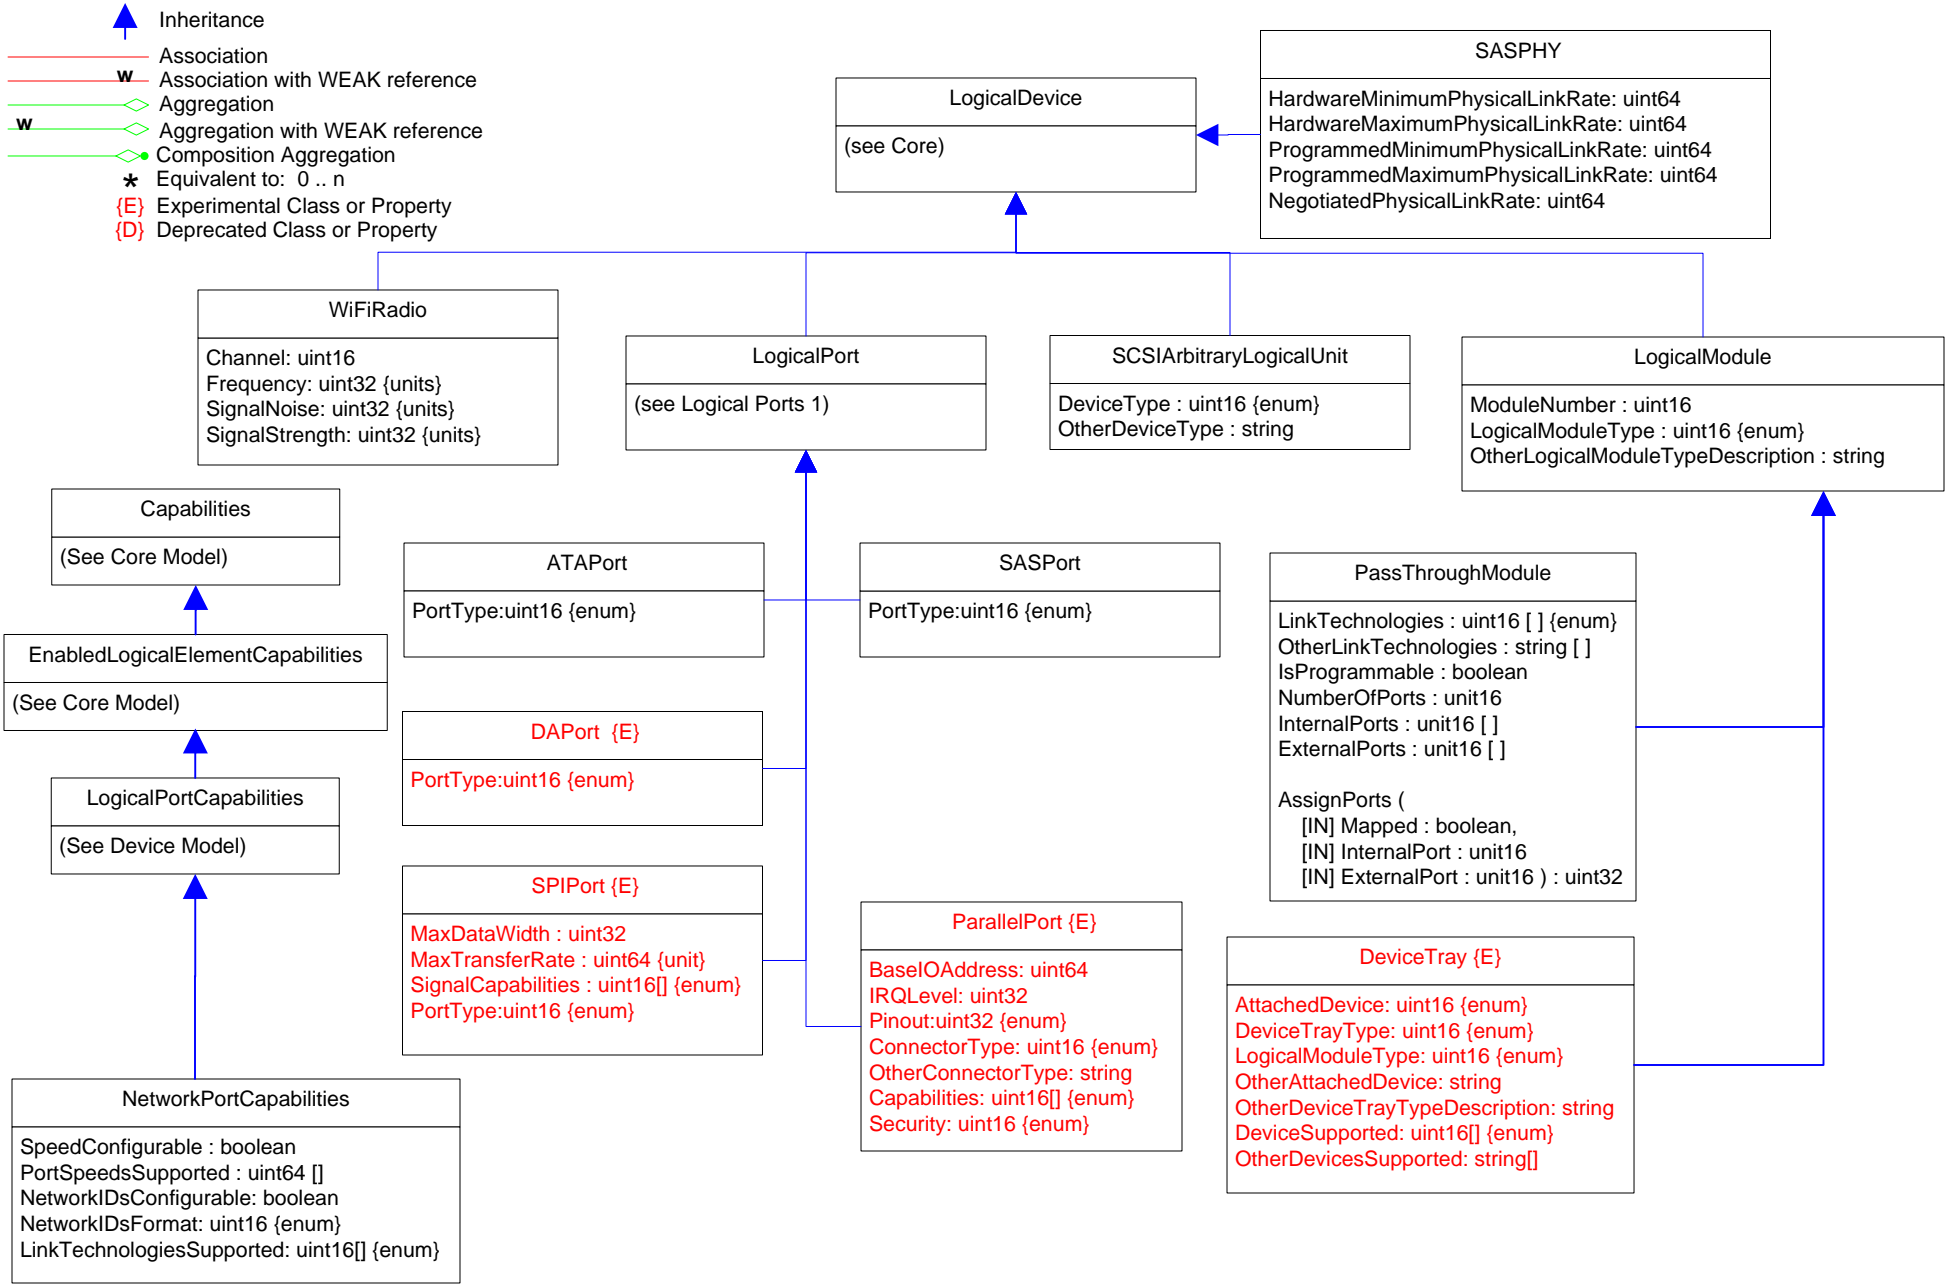 Inheritance
Association
w
Association with WEAK reference
Aggregation
w
Aggregation with WEAK reference
Composition Aggregation
* Equivalent to: 0 .. n
{E} Experimental Class or Property
{D} Deprecated Class or Property
LogicalDevice
(see Core)
SASPHY
HardwareMinimumPhysicalLinkRate: uint64
HardwareMaximumPhysicalLinkRate: uint64
ProgrammedMinimumPhysicalLinkRate: uint64
ProgrammedMaximumPhysicalLinkRate: uint64
NegotiatedPhysicalLinkRate: uint64
WiFiRadio
Channel: uint16
Frequency: uint32 {units}
SignalNoise: uint32 {units}
SignalStrength: uint32 {units}
LogicalPort
(see Logical Ports 1)
SCSIArbitraryLogicalUnit
DeviceType : uint16 {enum}
OtherDeviceType : string
LogicalModule
ModuleNumber : uint16
LogicalModuleType : uint16 {enum}
OtherLogicalModuleTypeDescription : string
Capabilities
(See Core Model)
EnabledLogicalElementCapabilities
(See Core Model)
LogicalPortCapabilities
(See Device Model)
NetworkPortCapabilities
SpeedConfigurable : boolean
PortSpeedsSupported : uint64 []
NetworkIDsConfigurable: boolean
NetworkIDsFormat: uint16 {enum}
LinkTechnologiesSupported: uint16[] {enum}
ATAPort
PortType:uint16 {enum}
SASPort
PortType:uint16 {enum}
DAPort {E}
PortType:uint16 {enum}
SPIPort {E}
MaxDataWidth : uint32
MaxTransferRate : uint64 {unit}
SignalCapabilities : uint16[] {enum}
PortType:uint16 {enum}
ParallelPort {E}
BaseIOAddress: uint64
IRQLevel: uint32
Pinout:uint32 {enum}
ConnectorType: uint16 {enum}
OtherConnectorType: string
Capabilities: uint16[] {enum}
Security: uint16 {enum}
PassThroughModule
LinkTechnologies : uint16 [ ] {enum}
OtherLinkTechnologies : string [ ]
IsProgrammable : boolean
NumberOfPorts : unit16
InternalPorts : unit16 [ ]
ExternalPorts : unit16 [ ]
AssignPorts (
[IN] Mapped : boolean,
[IN] InternalPort : unit16
[IN] ExternalPort : unit16 ) : uint32
DeviceTray {E}
AttachedDevice: uint16 {enum}
DeviceTrayType: uint16 {enum}
LogicalModuleType: uint16 {enum}
OtherAttachedDevice: string
OtherDeviceTrayTypeDescription: string
DeviceSupported: uint16[] {enum}
OtherDevicesSupported: string[]